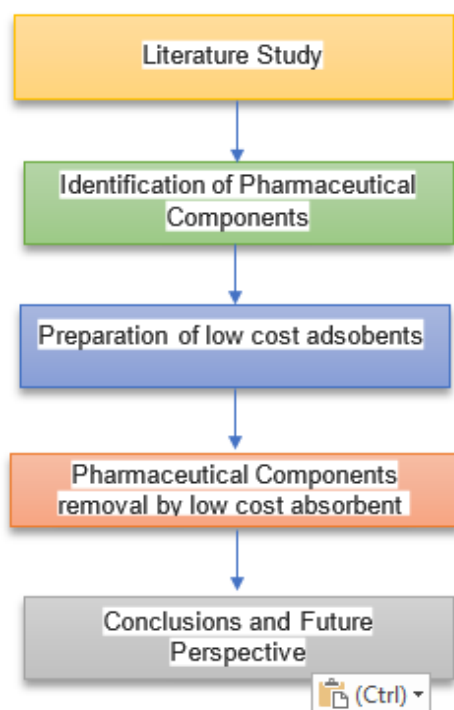 Literature Study
Identification of Pharmaceutical
Components
Preparation of low cost adsobents
Pharmaceutical Components
removal by low cost absorbent
Conclusions and Future
Perspective
(Ctrl)